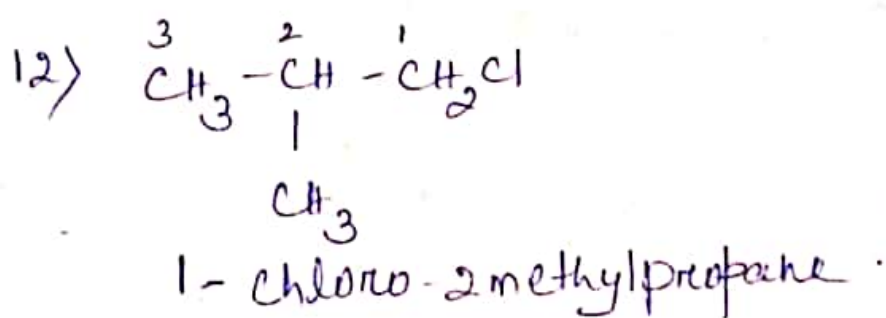 3 2 1
12) CH3-CH-CH2Cl
|
CH3
1- chloro-2methylpropane.